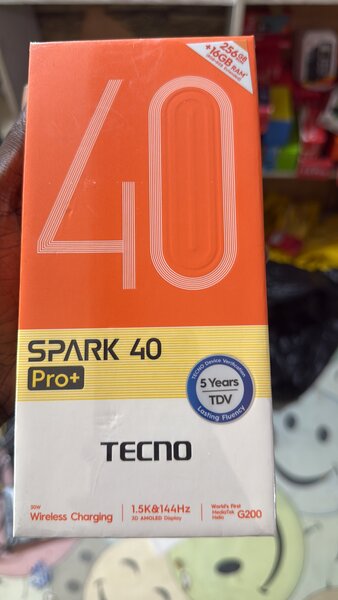 256GB
+16GB RAM*
40
SPARK 40
Pro+
TECNO Device Verification
5 Years
TDV
Lasting Fluency
TECNO
30W
Wireless Charging
1.5K&144Hz
3D AMOLED Display
World's First
MediaTek
Helio G200